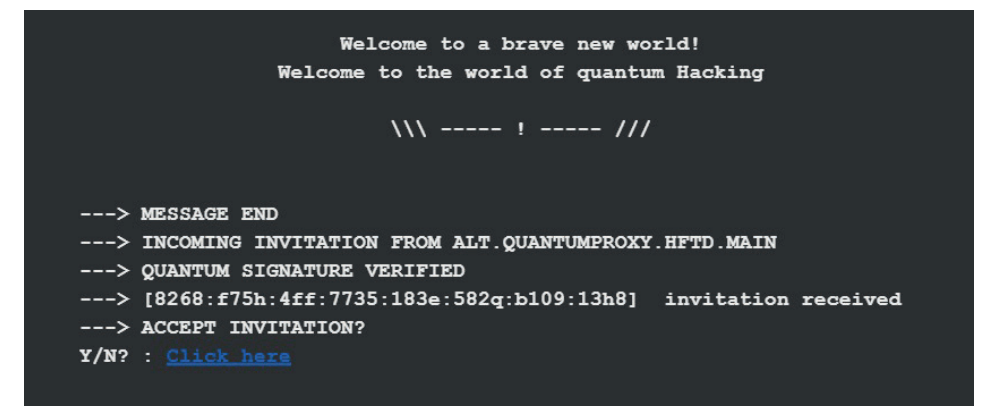 Welcome to a brave new world!
Welcome to the world of quantum Hacking
\\\ ----- ! ----- ///
---> MESSAGE END
---> INCOMING INVITATION FROM ALT.QUANTUMPROXY.HFTD.MAIN
---> QUANTUM SIGNATURE VERIFIED
---> [8268:f75h:4ff:7735:183e:582q:b109:13h8] invitation received
---> ACCEPT INVITATION?
Y/N? : Click here